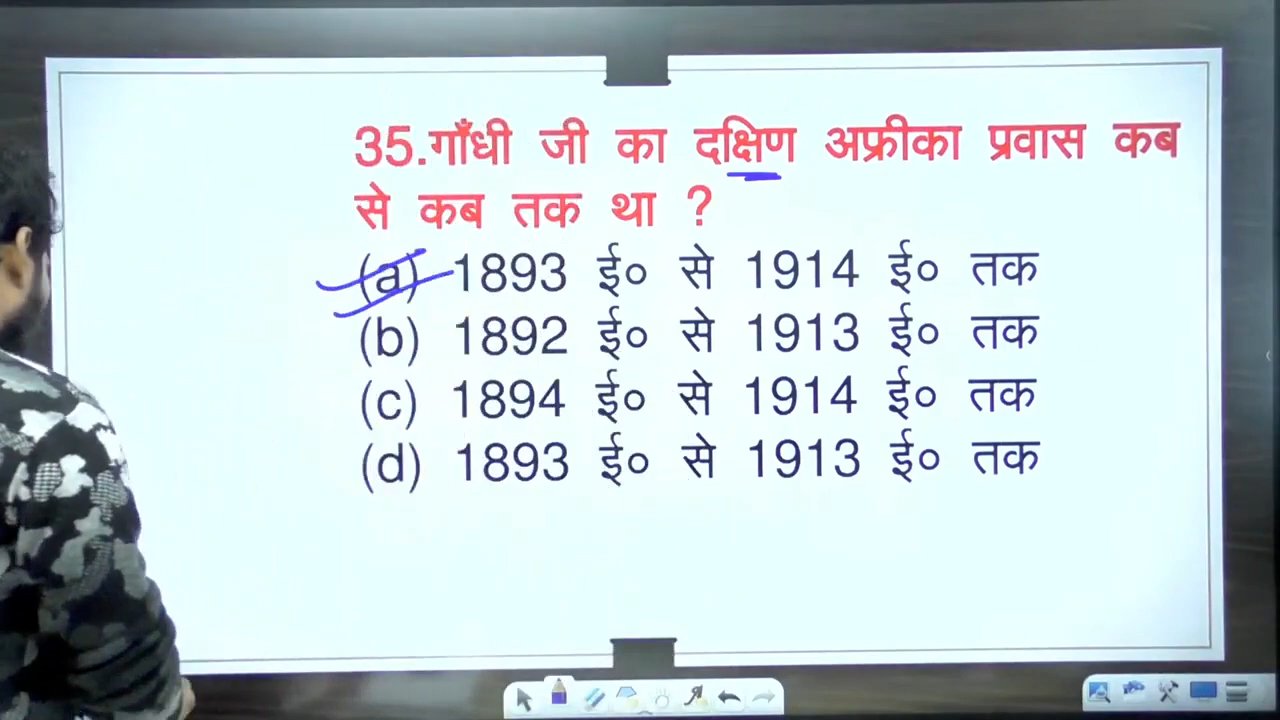 35.गाँधी जी का दक्षिण अफ्रीका प्रवास कब
से कब तक था ?
(a) 1893 ई० से 1914 ई० तक
(b) 1892 ई० से 1913 ई० तक
(c) 1894 ई० से 1914 ई० तक
(d) 1893 ई० से 1913 ई० तक